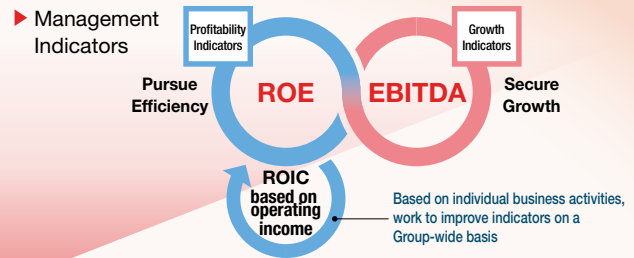 Management
Indicators
Profitability
Indicators
Growth
Indicators
Pursue
Efficiency
ROE
EBITDA
Secure
Growth
ROIC
based on
operating
income
Based on individual business activities,
work to improve indicators on a
Group-wide basis